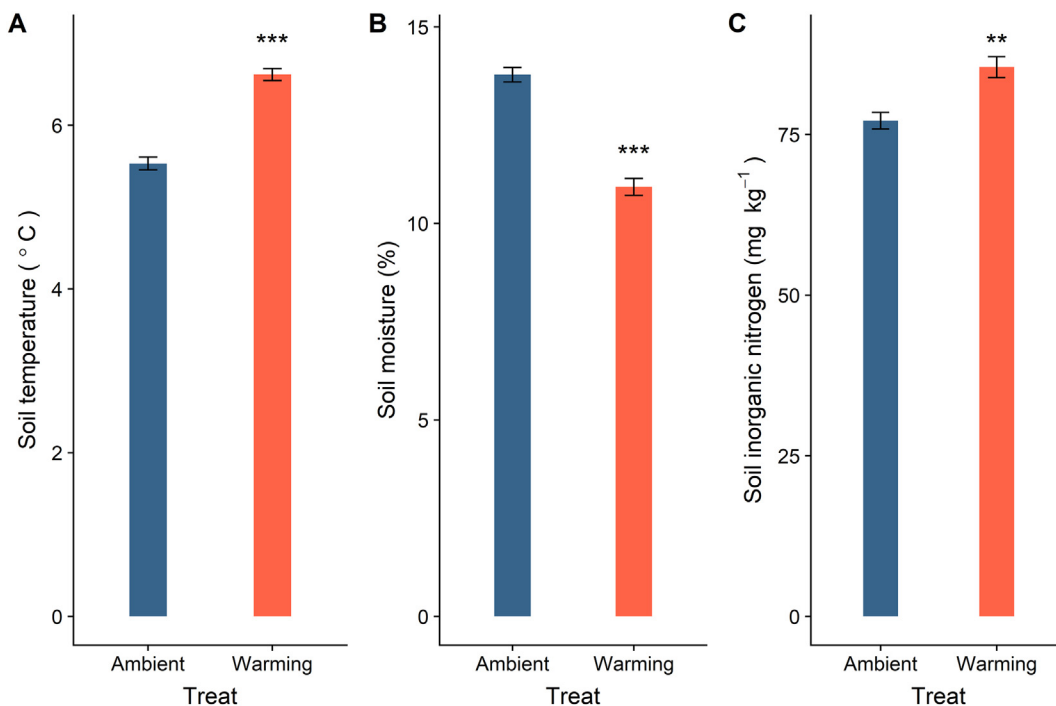 A
Soil temperature ( ° C )
6
4
2
0
***
Ambient
Warming
Treat
B
Soil moisture (%)
15
10
5
0
***
Ambient
Warming
Treat
C
Soil inorganic nitrogen (mg kg⁻¹ )
75
50
25
0
**
Ambient
Warming
Treat